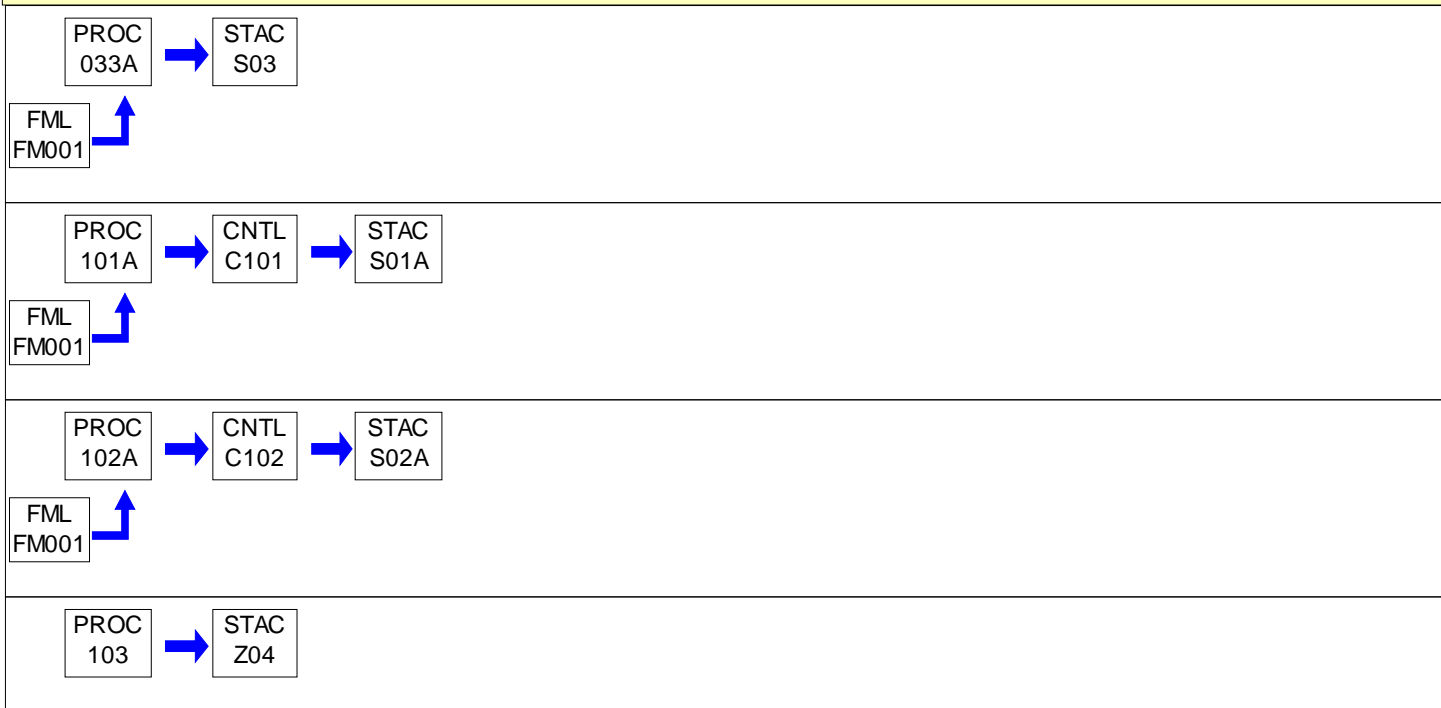 PROC
033A
STAC
S03
FML
FM001
PROC
101A
CNTL
C101
STAC
S01A
FML
FM001
PROC
102A
CNTL
C102
STAC
S02A
FML
FM001
PROC
103
STAC
Z04